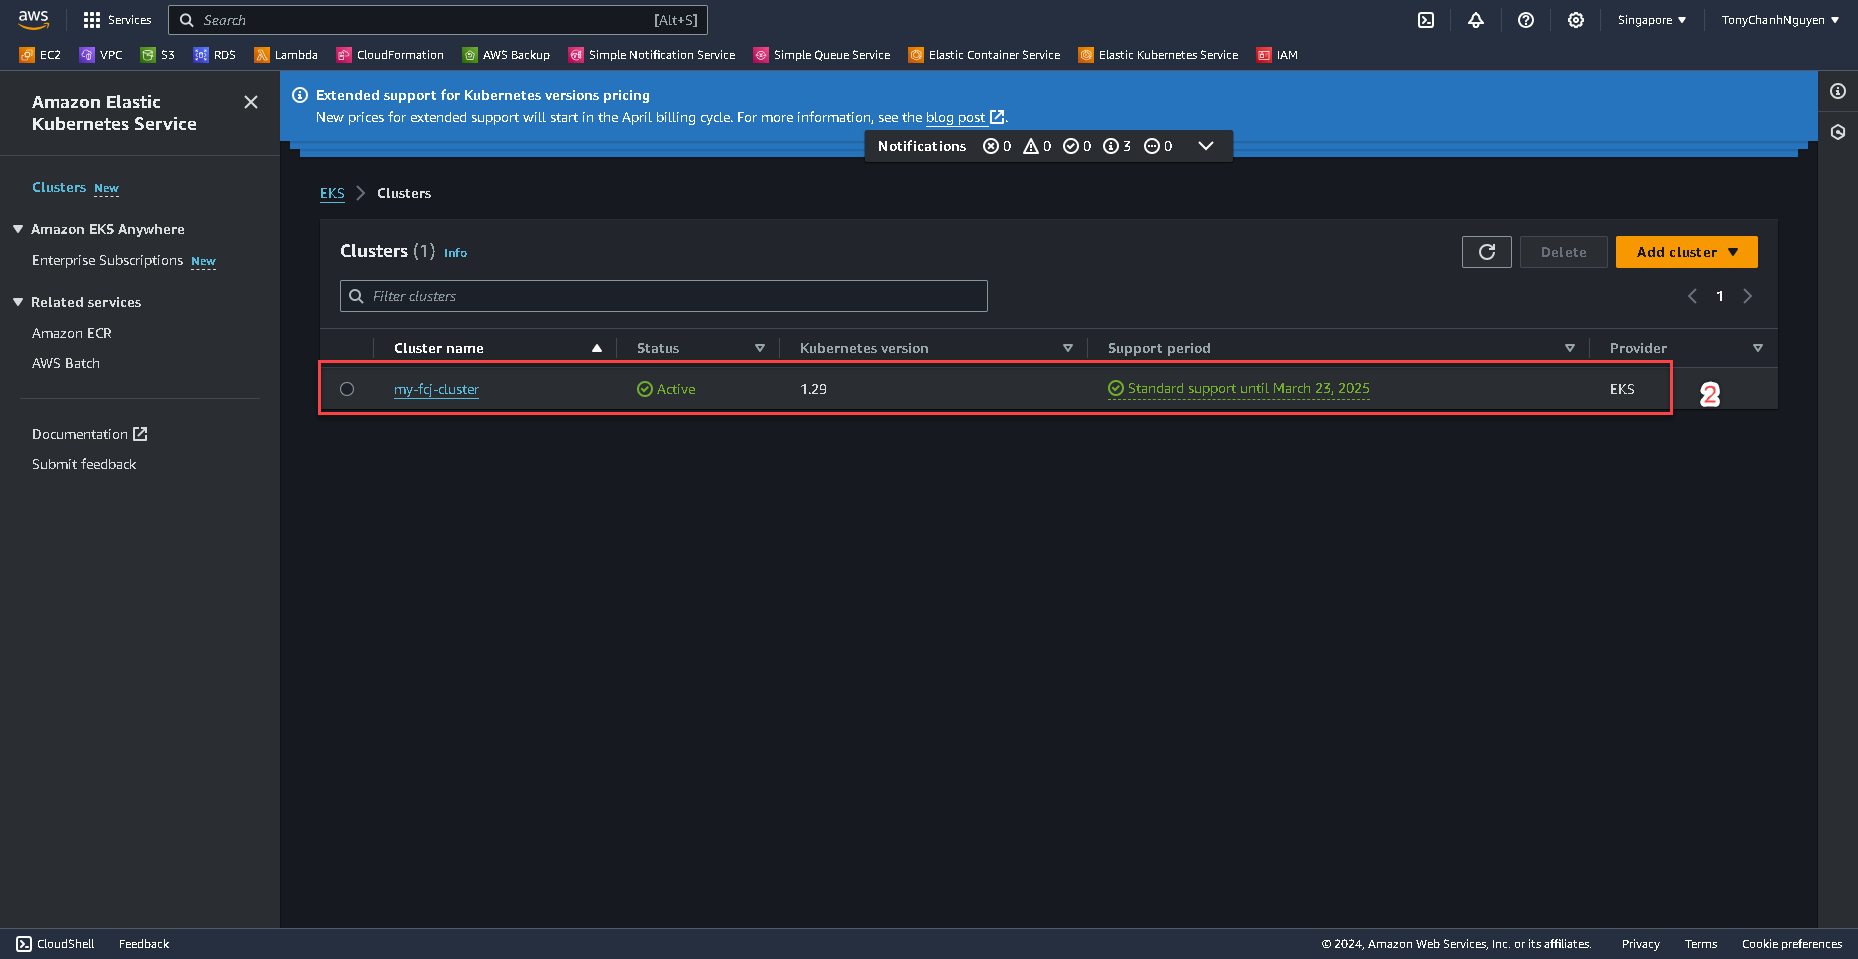 aws
Services
Search
[Alt+S]
Singapore
TonyChanhNguyen
EC2
VPC
S3
RDS
Lambda
CloudFormation
AWS Backup
Simple Notification Service
Simple Queue Service
Elastic Container Service
Elastic Kubernetes Service
IAM
Amazon Elastic
Kubernetes Service
Clusters New
Amazon EKS Anywhere
Enterprise Subscriptions New
Related services
Amazon ECR
AWS Batch
Documentation
Submit feedback
Extended support for Kubernetes versions pricing
New prices for extended support will start in the April billing cycle. For more information, see the blog post.
Notifications 0 0 0 3 0
EKS Clusters
Clusters (1) Info
Delete
Add cluster
Filter clusters
1
Cluster name Status Kubernetes version Support period Provider
my-fcj-cluster Active 1.29 Standard support until March 23, 2025 EKS
2
CloudShell Feedback
© 2024, Amazon Web Services, Inc. or its affiliates. Privacy Terms Cookie preferences